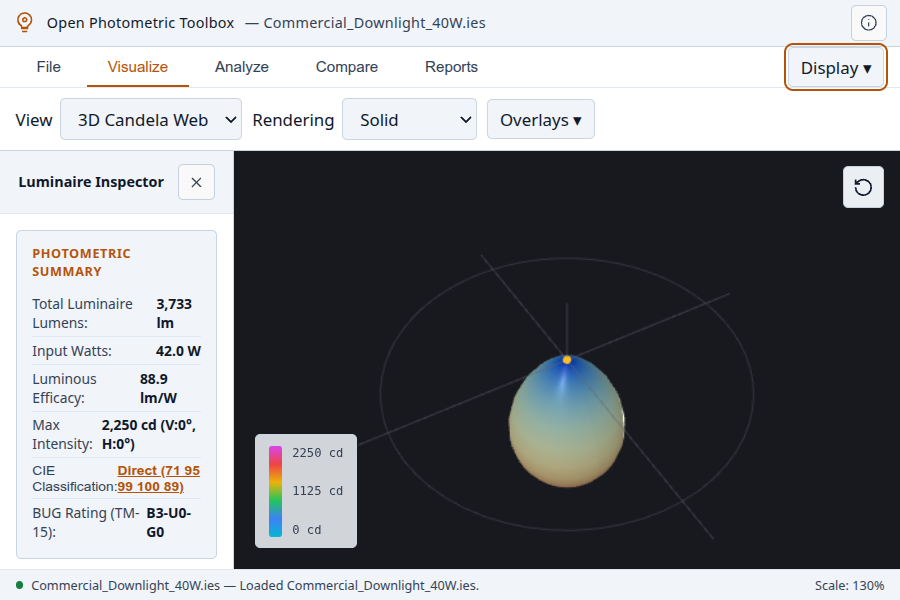 Open Photometric Toolbox — Commercial_Downlight_40W.ies
File Visualize Analyze Compare Reports Display ▾
View 3D Candela Web Rendering Solid Overlays ▾
Luminaire Inspector
PHOTOMETRIC
SUMMARY
Total Luminaire 3,733
Lumens: lm
Input Watts: 42.0 W
Luminous 88.9
Efficacy: lm/W
Max 2,250 cd (V:0°,
Intensity: H:0°)
CIE Direct (71 95
Classification: 99 100 89)
BUG Rating (TM- B3-U0-
15): G0
2250 cd
1125 cd
0 cd
Commercial_Downlight_40W.ies — Loaded Commercial_Downlight_40W.ies. Scale: 130%